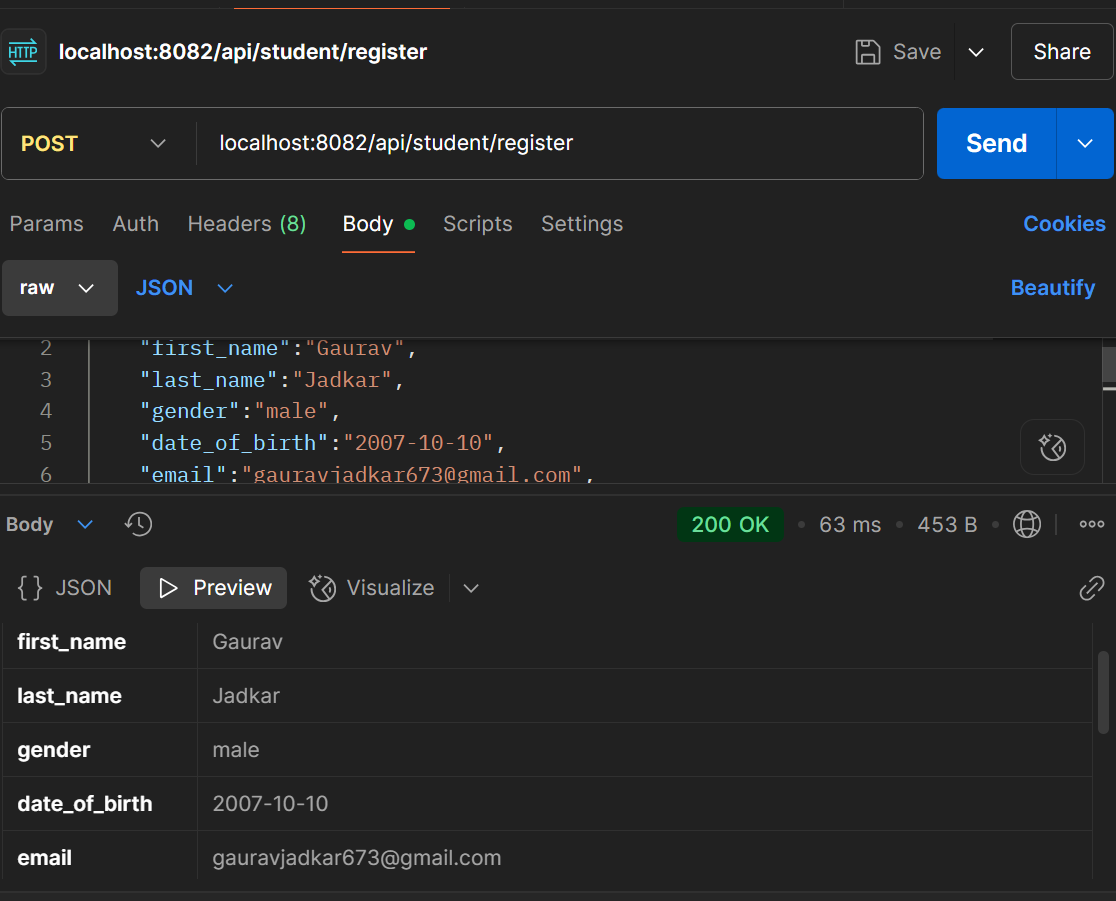 HTTP localhost:8082/api/student/register Save Share
POST localhost:8082/api/student/register Send
Params Auth Headers (8) Body Scripts Settings Cookies
raw JSON Beautify
2 "first_name":"Gaurav",
3 "last_name":"Jadkar",
4 "gender":"male",
5 "date_of_birth":"2007-10-10",
6 "email":"gauravjadkar673@gmail.com",
Body 200 OK • 63 ms • 453 B •
{} JSON Preview Visualize
first_name Gaurav
last_name Jadkar
gender male
date_of_birth 2007-10-10
email gauravjadkar673@gmail.com